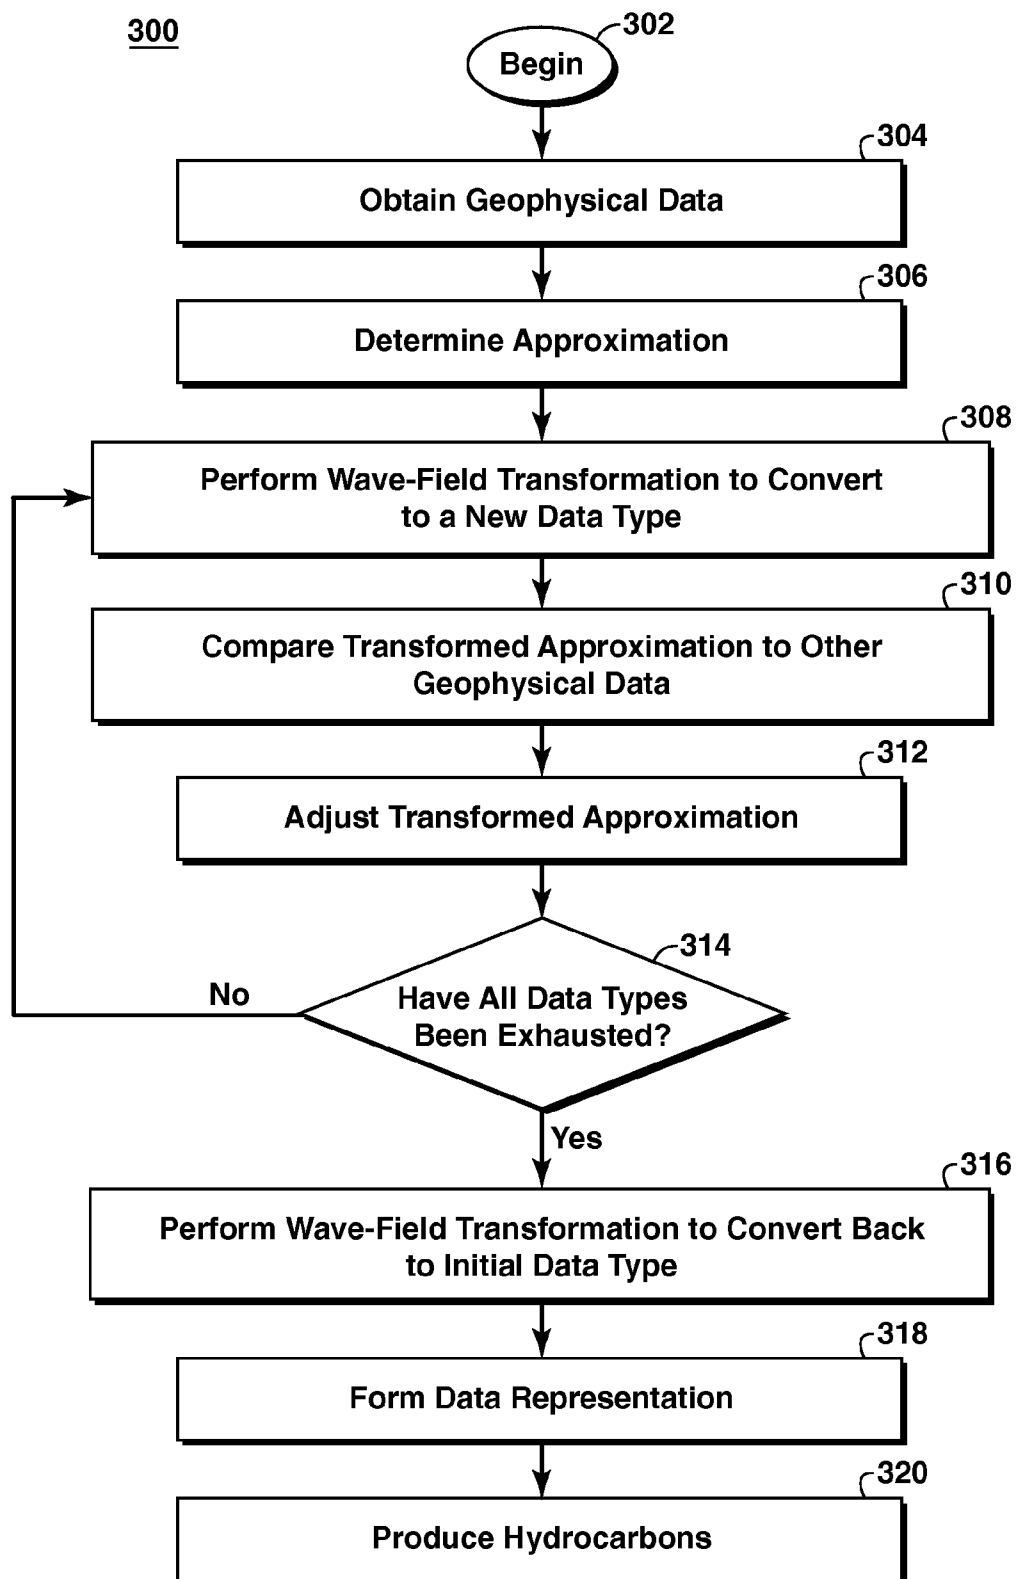 300
302
Begin
304
Obtain Geophysical Data
306
Determine Approximation
308
Perform Wave-Field Transformation to Convert
to a New Data Type
310
Compare Transformed Approximation to Other
Geophysical Data
312
Adjust Transformed Approximation
314
Have All Data Types
Been Exhausted?
No
Yes
316
Perform Wave-Field Transformation to Convert Back
to Initial Data Type
318
Form Data Representation
320
Produce Hydrocarbons